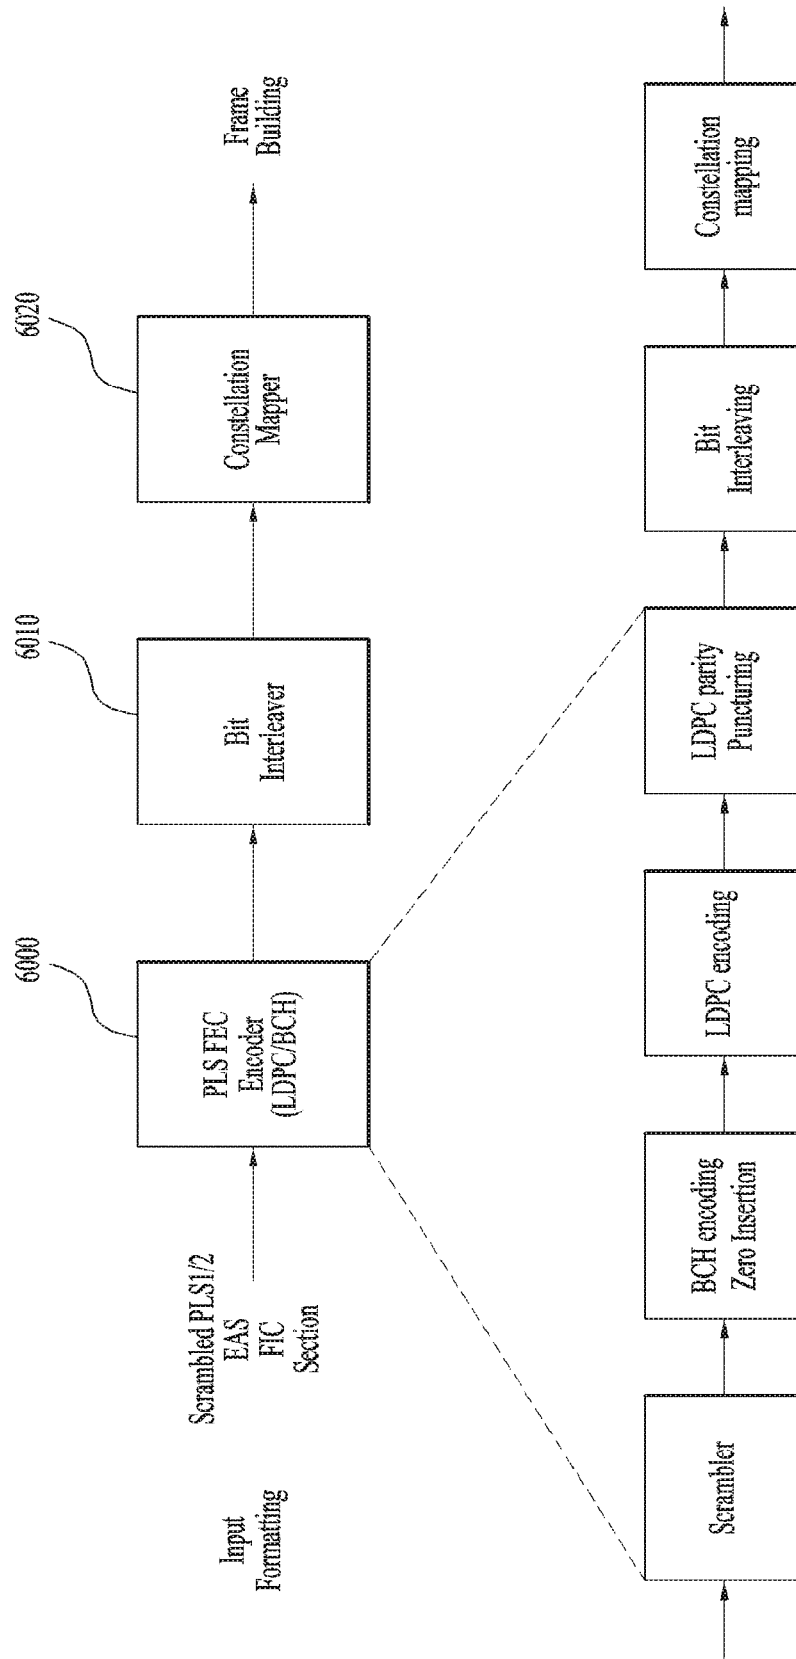 Input
Formatting
Scrambled PLS1/2
EAS
FIC
Section
6000
PLS FEC
Encoder
(LDPC/BCH)
6010
Bit
Interleaver
6020
Constellation
Mapper
Frame
Building
Scrambler
BCH encoding
Zero Insertion
LDPC encoding
LDPC parity
Puncturing
Bit
Interleaving
Constellation
mapping